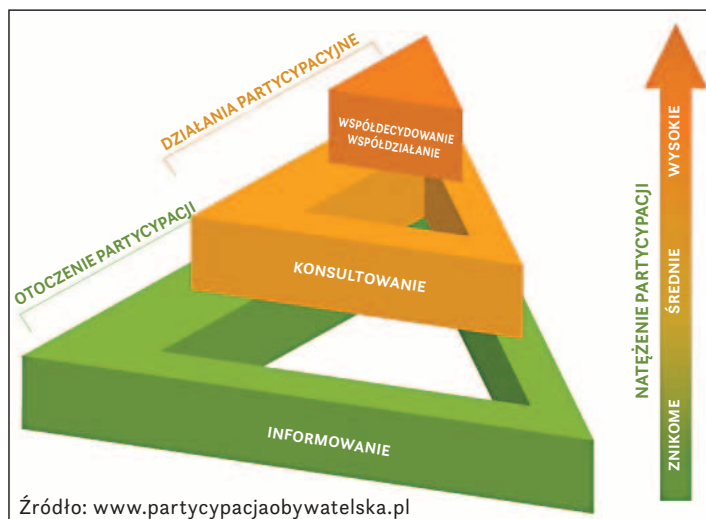 DZIAŁANIA PARTYCYPACYJNE
OTOCZENIE PARTYCYPACJI
WSPÓŁDECYDOWANIE
WSPÓŁDZIAŁANIE
KONSULTOWANIE
INFORMOWANIE
NATĘŻENIE PARTYCYPACJI
WYSOKIE
ŚREDNIE
ZNIKOME
Źródło: www.partycypacjaobywatelska.pl